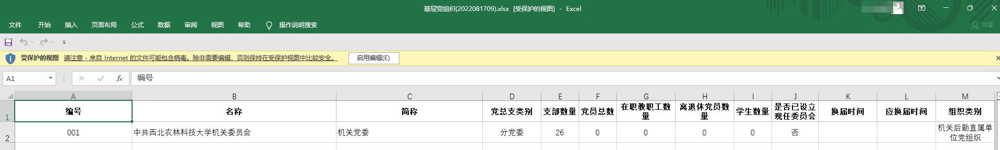 基层党组织(2022081709).xlsx [受保护的视图] - Excel
文件 开始 插入 页面布局 公式 数据 审阅 视图 帮助 操作说明搜索 共享
受保护的视图 请注意 - 来自 Internet 的文件可能包含病毒。除非需要编辑，否则保持在受保护视图中比较安全。 启用编辑(E)
A1 fx 编号
A B C D E F G H I J K L M
1 编号 名称 简称 党总支类别 支部数量 党员总数 在职教职工数 离退休党员数 学生数量 是否已设立 换届时间 应换届时间 组织类别
量 量 现任委员会
2 001 中共西北农林科技大学机关委员会 机关党委 分党委 26 0 0 0 0 否 机关后勤直属单
位党组织